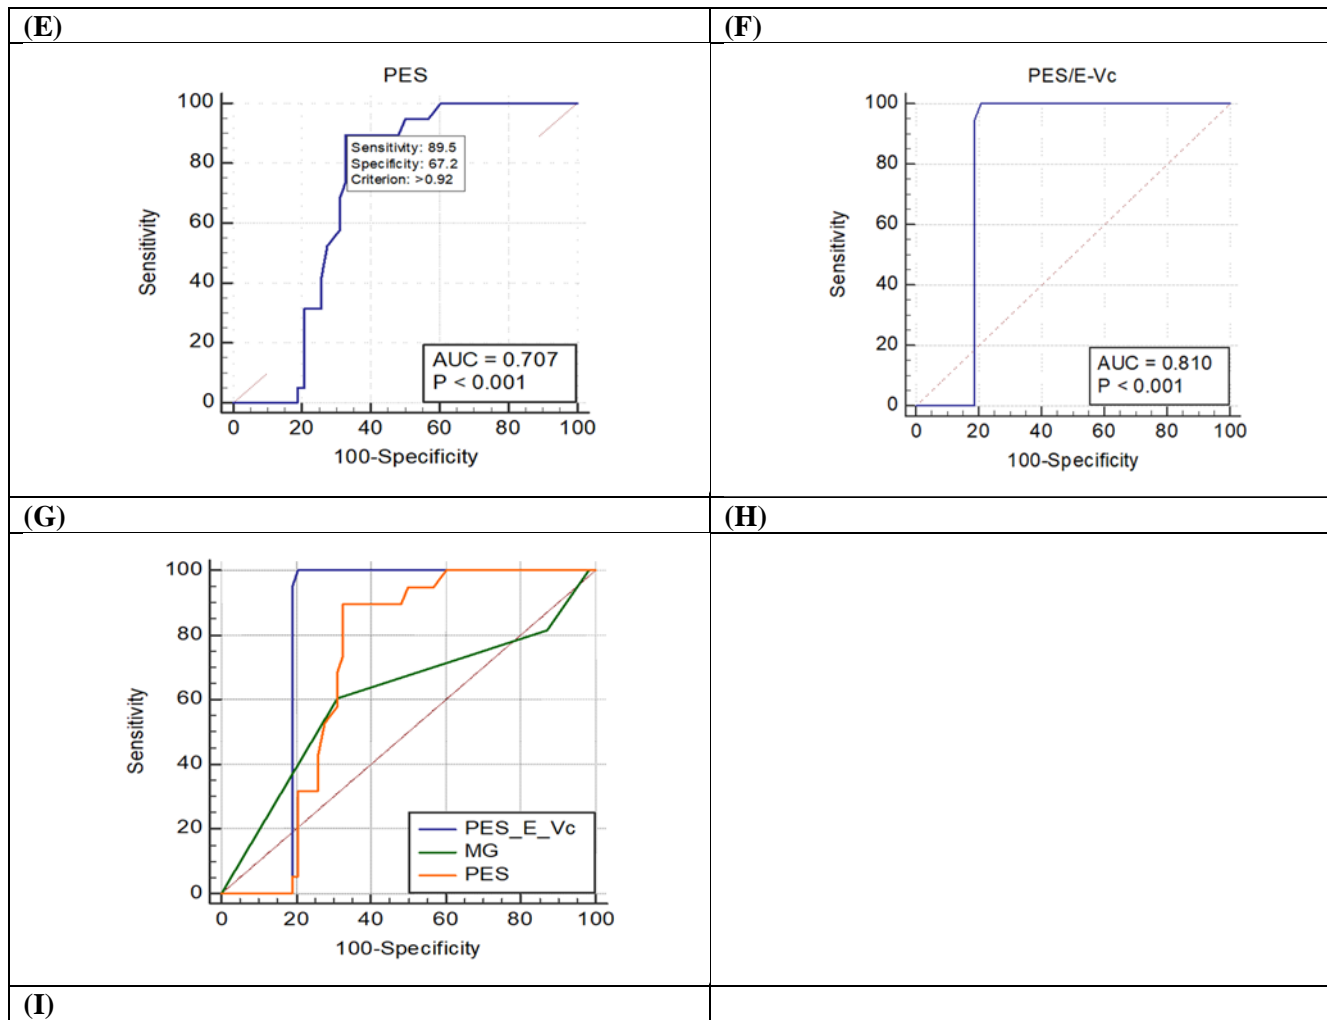 (E)
(F)
PES
100
80
60
40
20
0
Sensitivity
Sensitivity: 89.5
Specificity: 67.2
Criterion: >0.92
AUC = 0.707
P < 0.001
0 20 40 60 80 100
100-Specificity
PES/E-Vc
100
80
60
40
20
0
Sensitivity
AUC = 0.810
P < 0.001
0 20 40 60 80 100
100-Specificity
(G)
(H)
100
80
60
40
20
0
Sensitivity
PES_E_Vc
MG
PES
0 20 40 60 80 100
100-Specificity
(I)